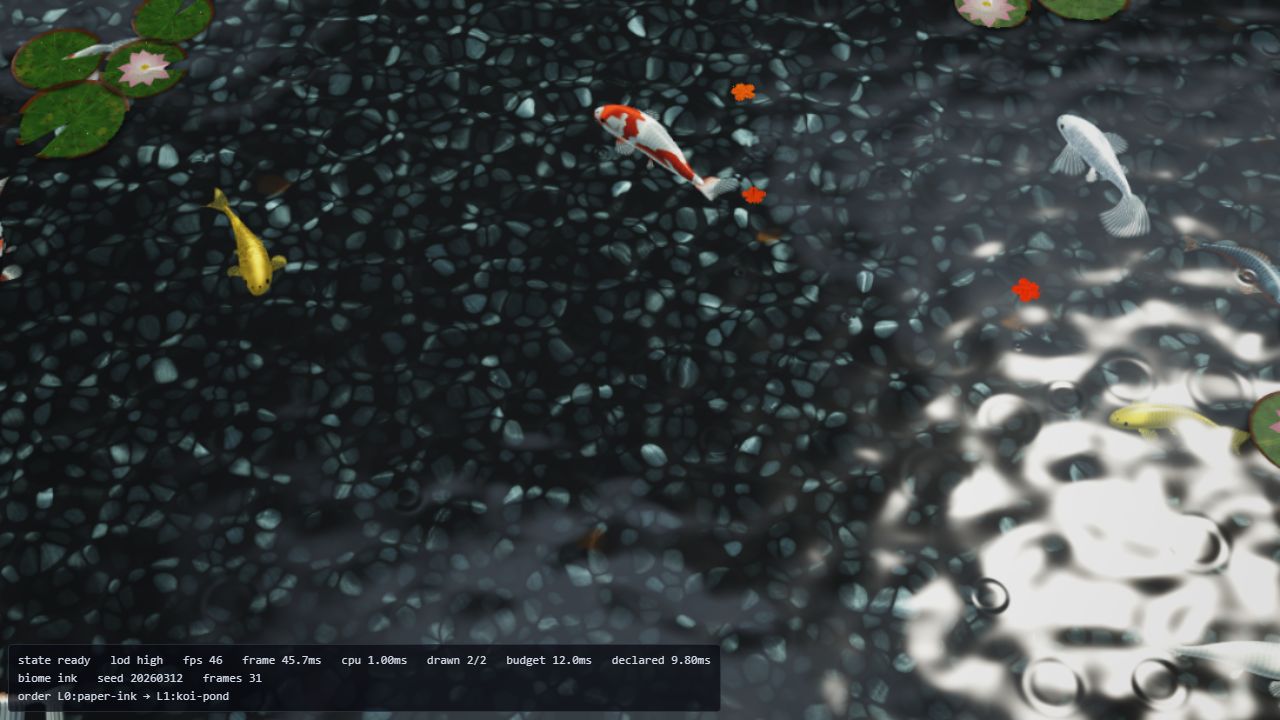 state ready lod high fps 46 frame 45.7ms cpu 1.00ms drawn 2/2 budget 12.0ms declared 9.80ms
biome ink seed 20260312 frames 31
order L0:paper-ink → L1:koi-pond